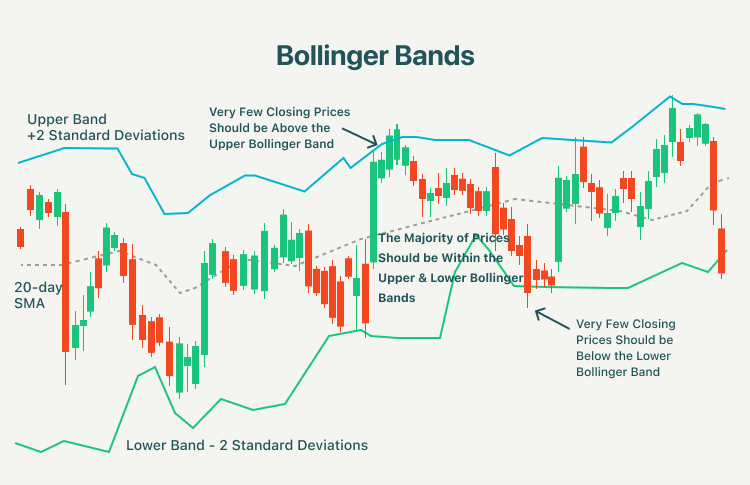 Bollinger Bands
Upper Band
+2 Standard Deviations
Very Few Closing Prices
Should be Above the
Upper Bollinger Band
The Majority of Prices
Should be Within the
Upper & Lower Bollinger
Bands
20-day
SMA
Very Few Closing
Prices Should be
Below the Lower
Bollinger Band
Lower Band - 2 Standard Deviations